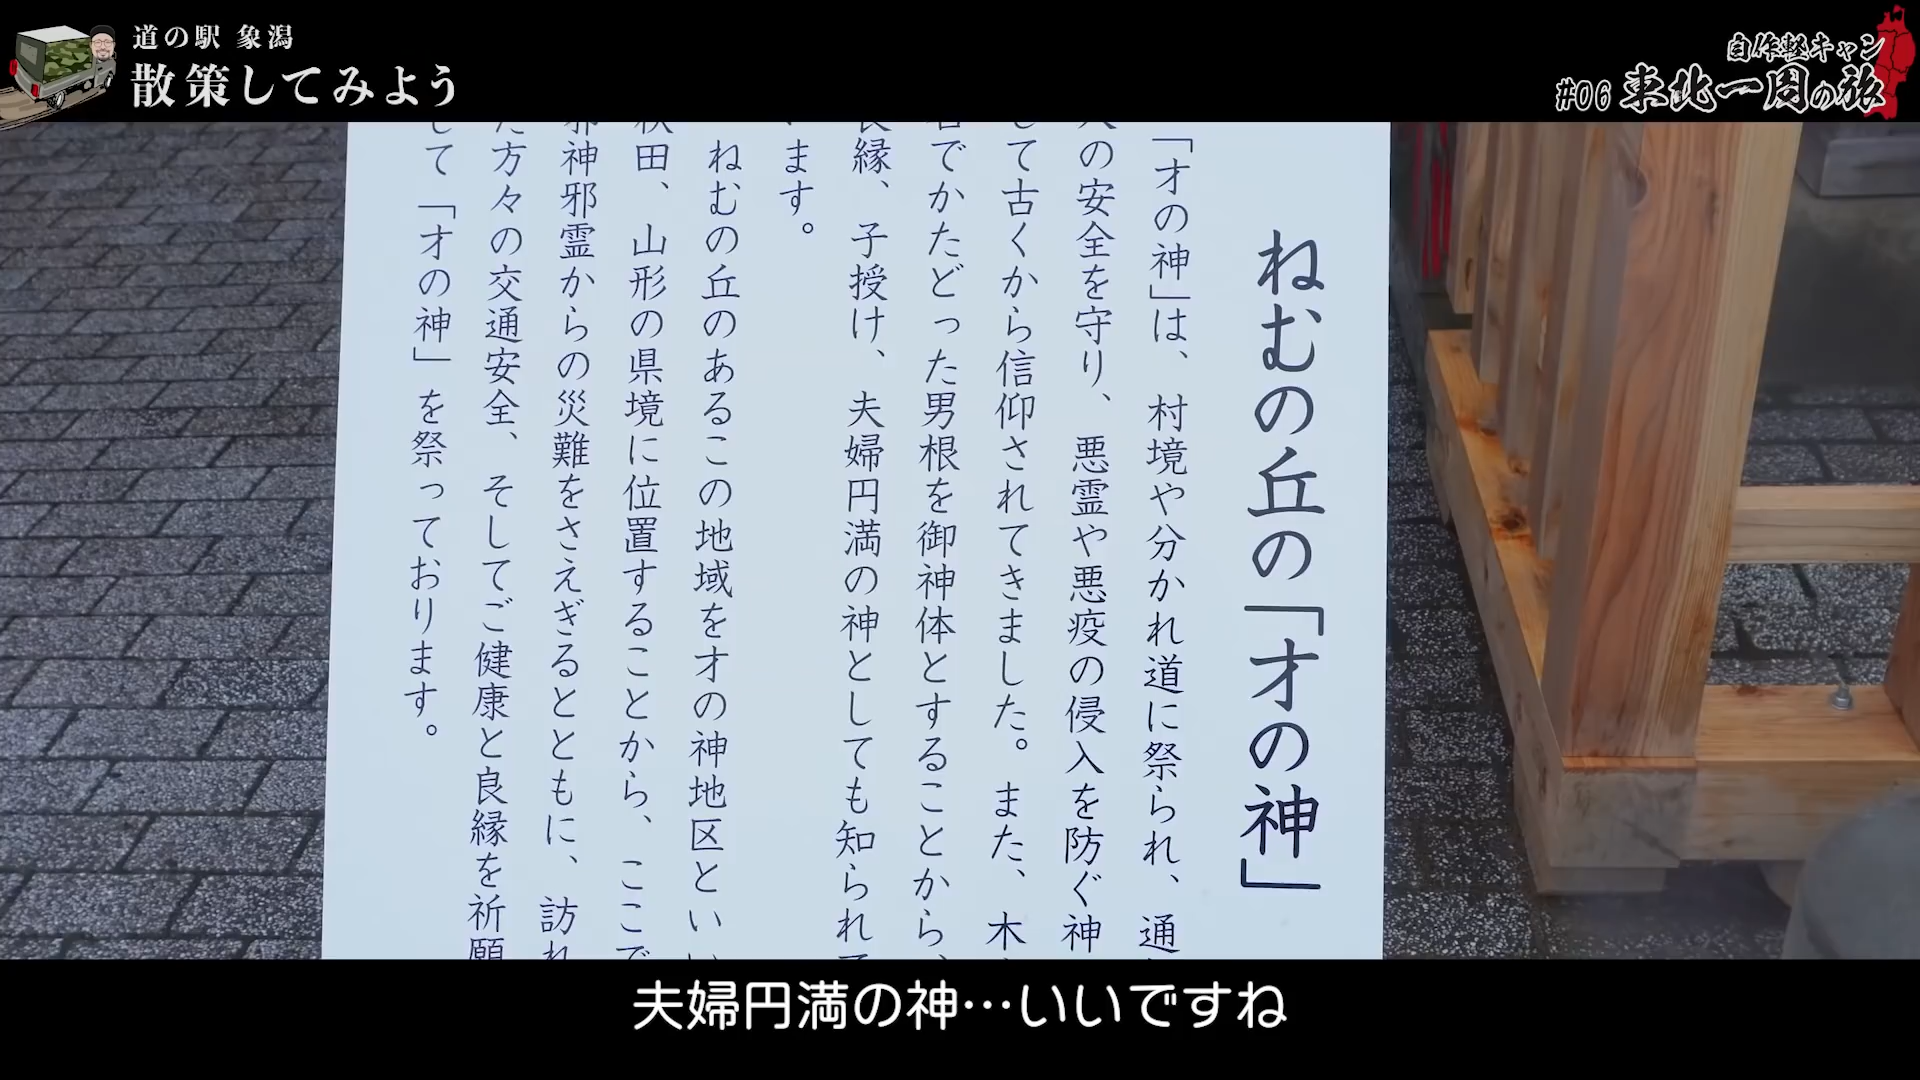 道の駅 象潟
散策してみよう
自作軽キャン
#06 東北一周の旅
ねむの丘の「才の神」
「才の神」は、村境や分かれ道に祭られ、通
の安全を守り、悪霊や悪疫の侵入を防ぐ神
して古くから信仰されてきました。また、木
でかたどった男根を御神体とすることから、
良縁、子授け、夫婦円満の神としても知られ
います。
ねむの丘のあるこの地域を才の神地区とい
秋田、山形の県境に位置することから、ここで
邪神邪霊からの災難をさえぎるとともに、訪れ
た方々の交通安全、そしてご健康と良縁を祈願
して「才の神」を祭っております。
夫婦円満の神…いいですね